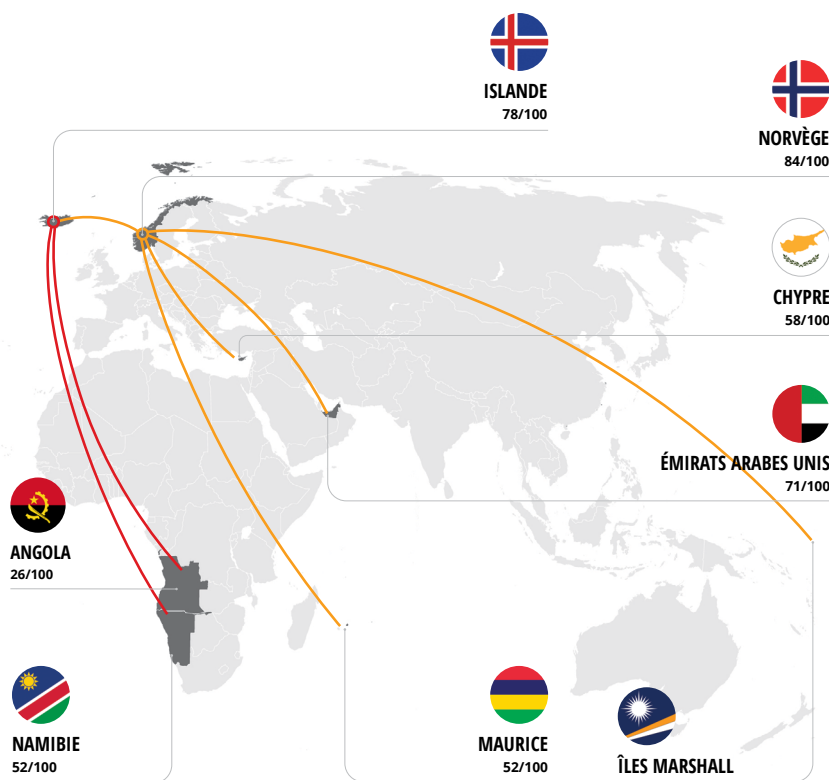 ISLANDE
78/100
NORVÈGE
84/100
CHYPRE
58/100
ÉMIRATS ARABES UNIS
71/100
ANGOLA
26/100
NAMIBIE
52/100
MAURICE
52/100
ÎLES MARSHALL